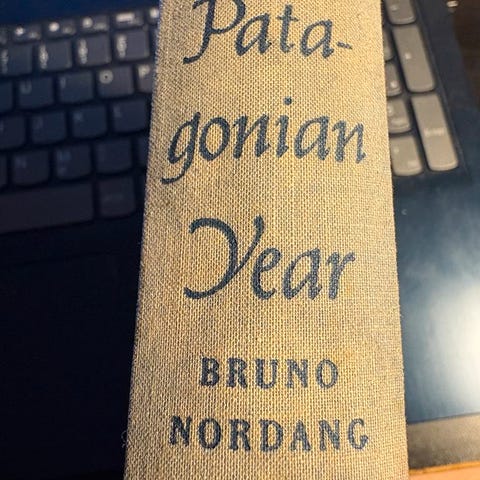 Pata-
gonian
Year
BRUNO
NORDANG